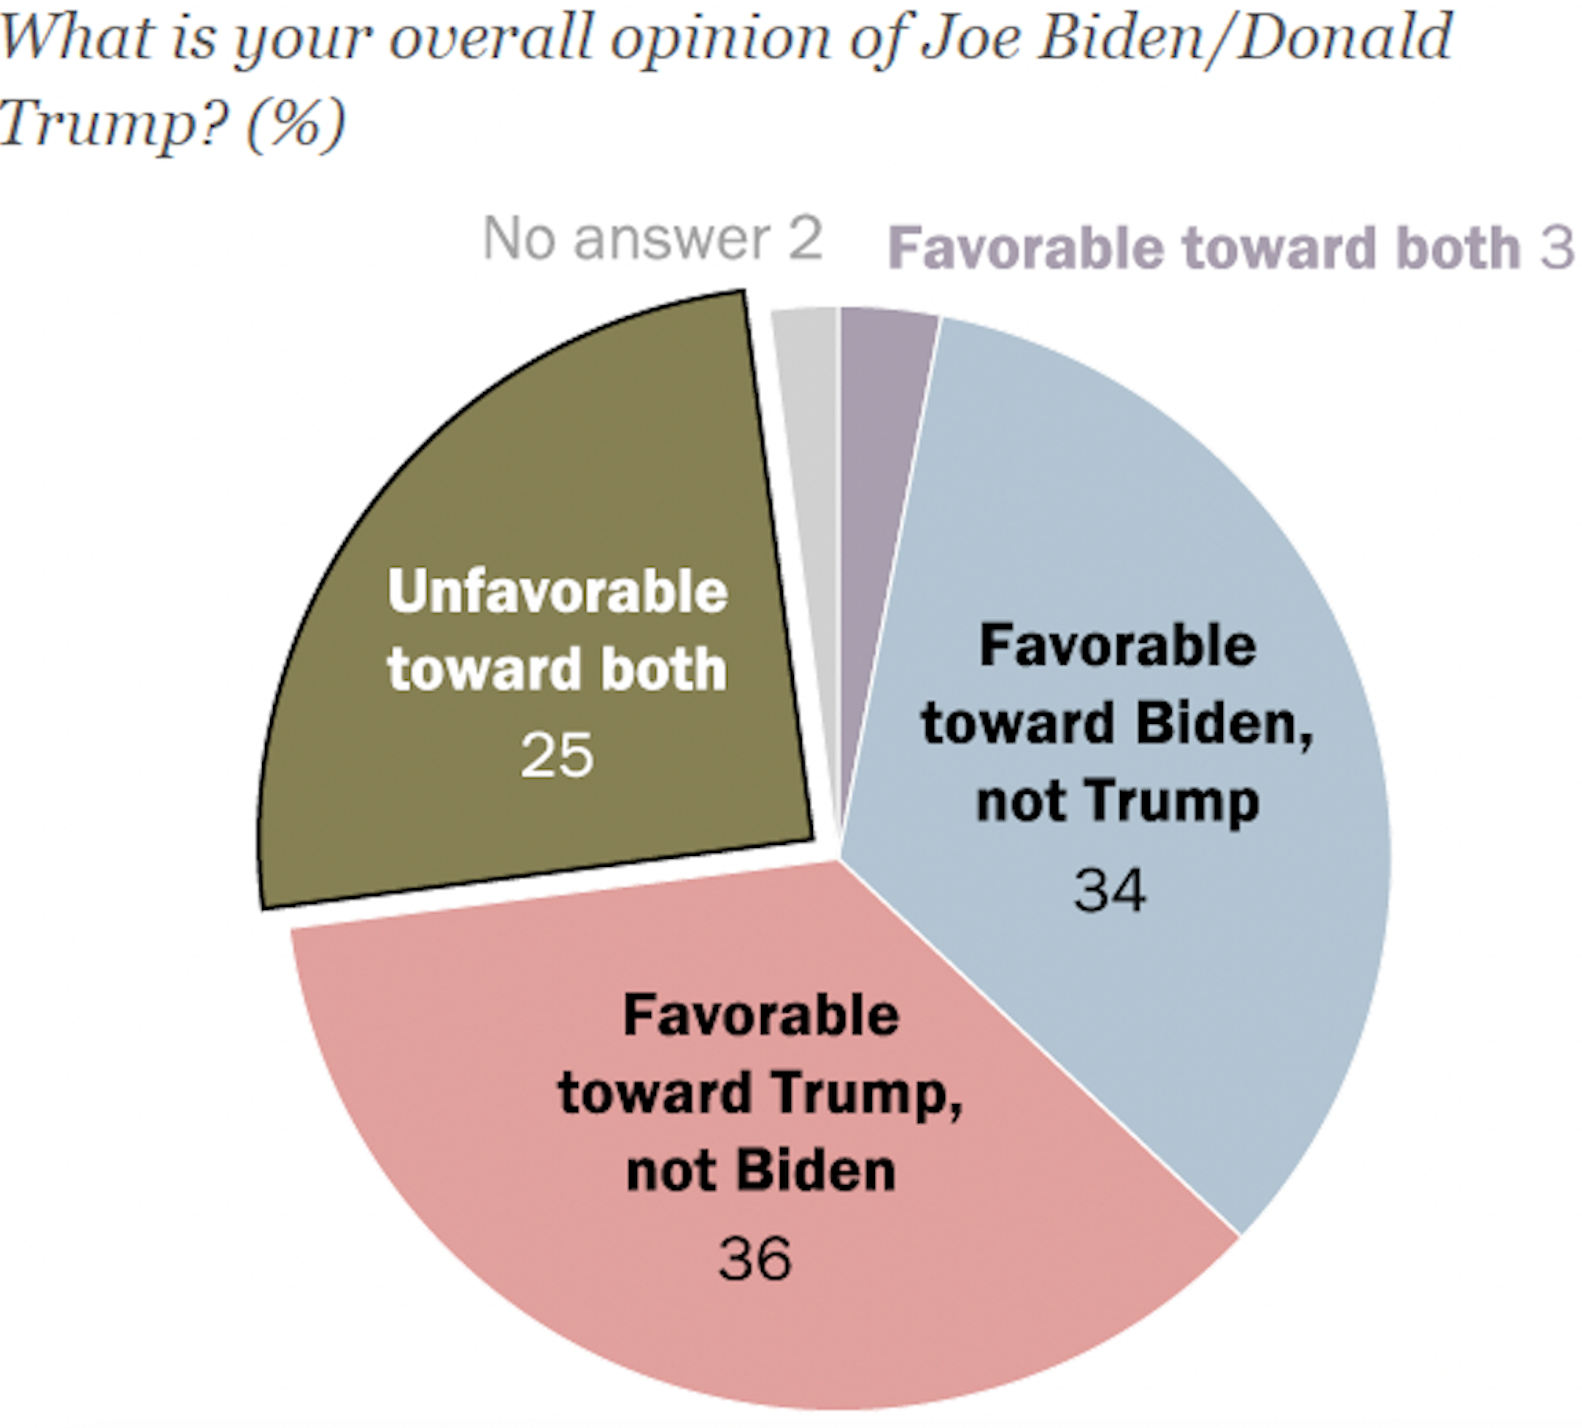 What is your overall opinion of Joe Biden/Donald
Trump? (%)
No answer 2
Favorable toward both 3
Unfavorable
toward both
25
Favorable
toward Biden,
not Trump
34
Favorable
toward Trump,
not Biden
36